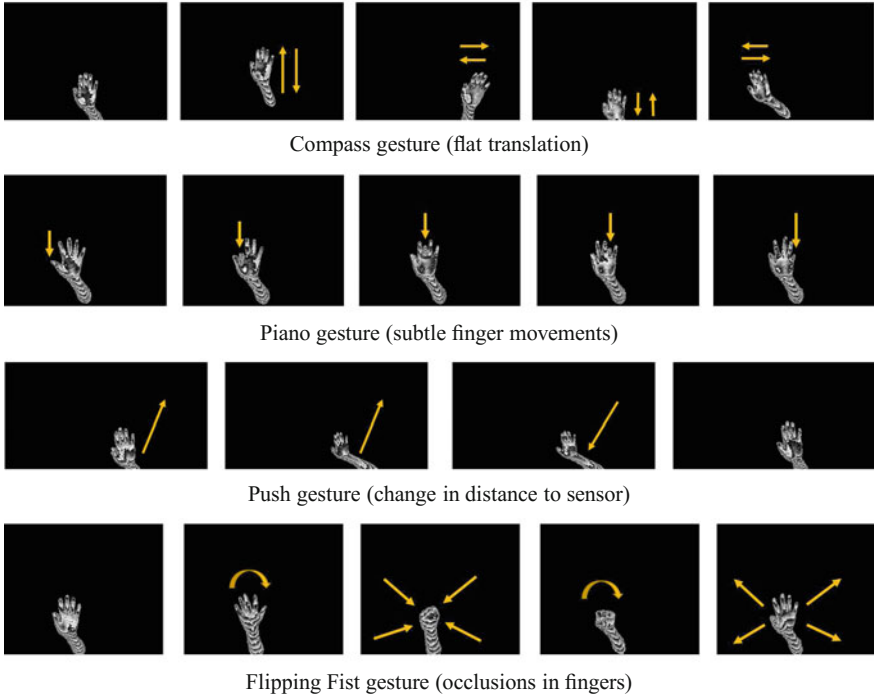 Compass gesture (flat translation)
Piano gesture (subtle finger movements)
Push gesture (change in distance to sensor)
Flipping Fist gesture (occlusions in fingers)